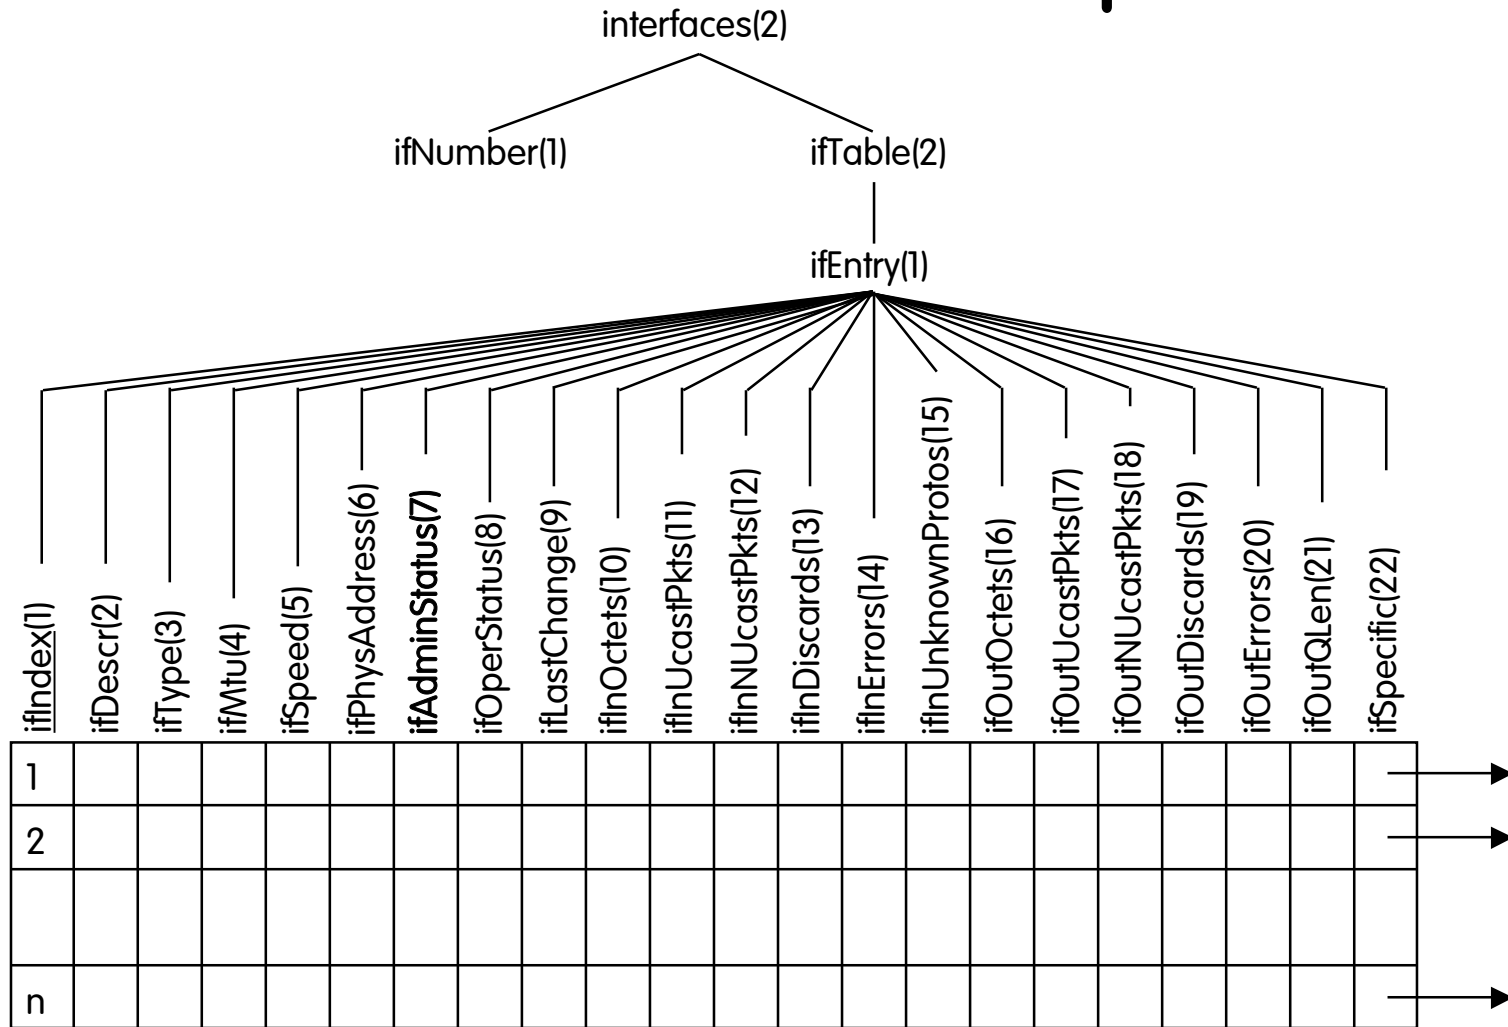 interfaces(2)
ifNumber(1)
ifTable(2)
ifEntry(1)
ifIndex(1)
ifDescr(2)
ifType(3)
ifMtu(4)
ifSpeed(5)
ifPhysAddress(6)
ifAdminStatus(7)
ifOperStatus(8)
ifLastChange(9)
ifInOctets(10)
ifInUcastPkts(11)
ifInNUcastPkts(12)
ifInDiscards(13)
ifInErrors(14)
ifInUnknownProtos(15)
ifOutOctets(16)
ifOutUcastPkts(17)
ifOutNUcastPkts(18)
ifOutDiscards(19)
ifOutErrors(20)
ifOutQLen(21)
ifSpecific(22)
1
2
n